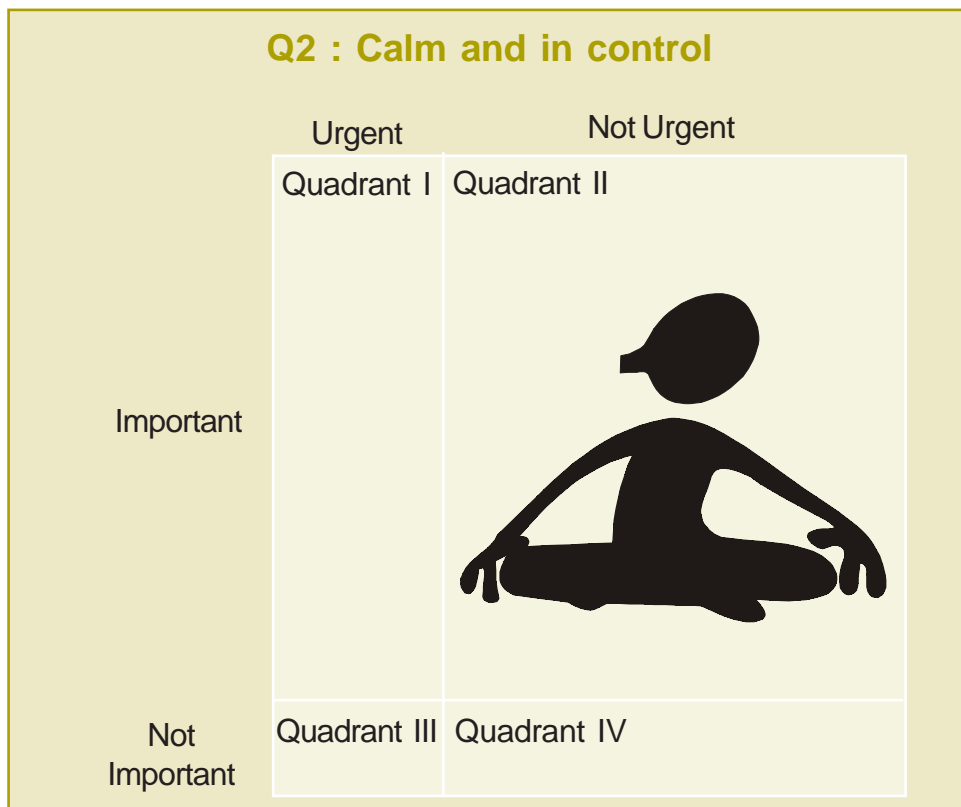 Q2 : Calm and in control
Urgent Not Urgent
Quadrant I Quadrant II
Important
Not Important
Quadrant III Quadrant IV